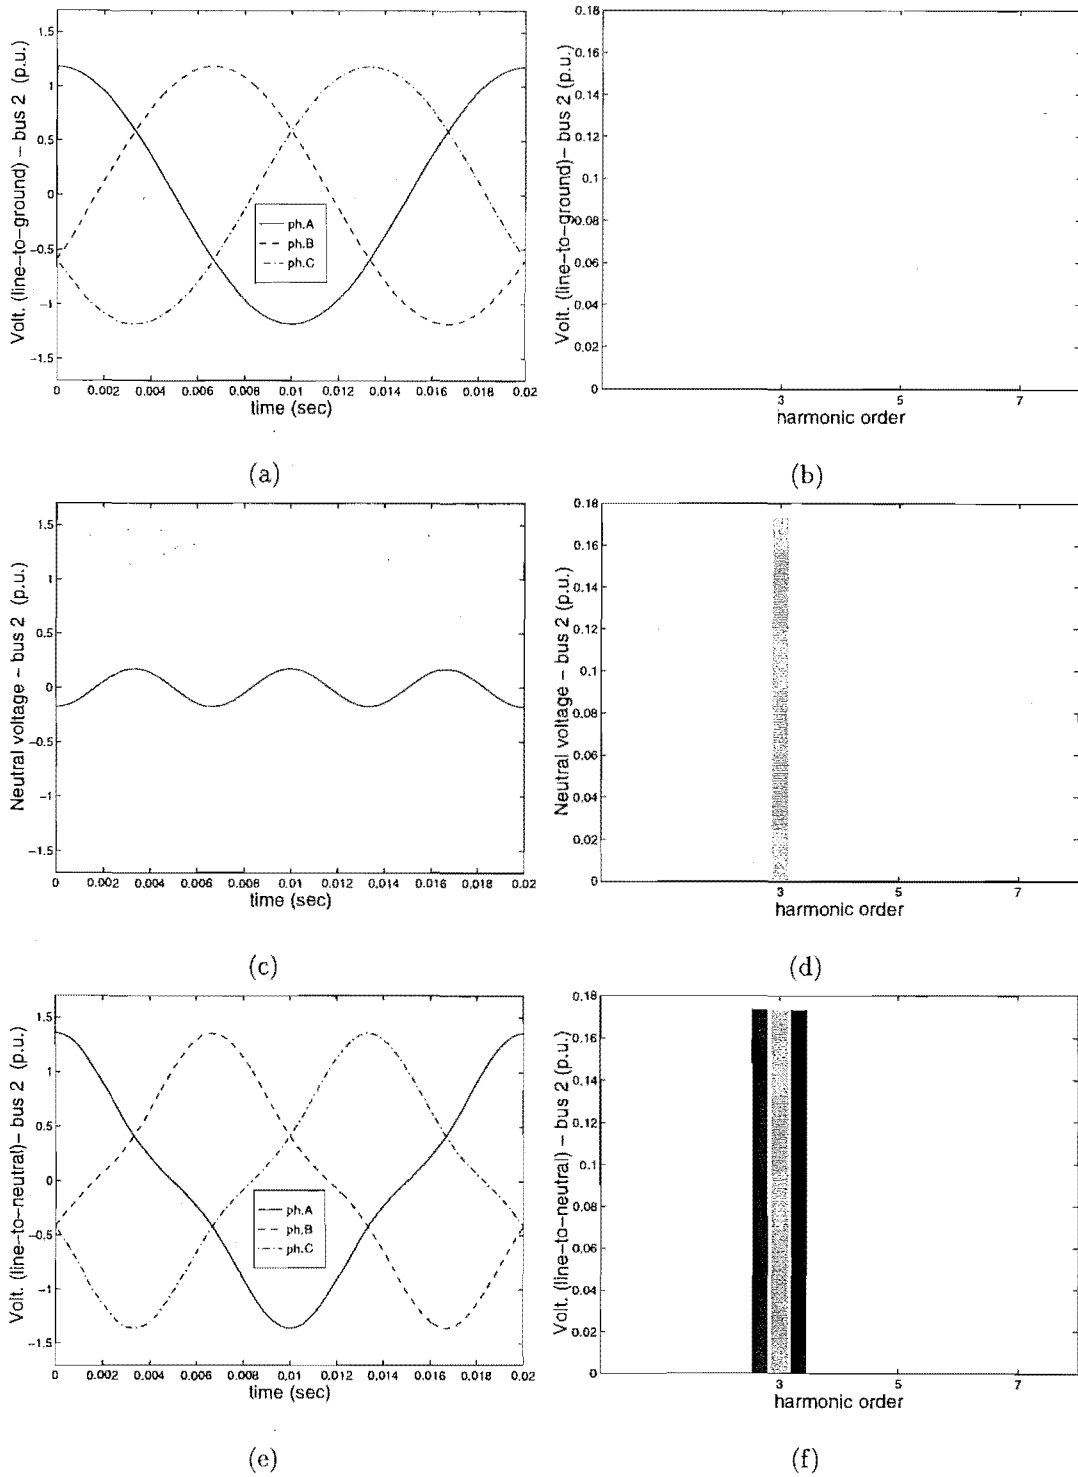 Volt. (line-to-ground) - bus 2 (p.u.)
1.5
1
0.5
0
-0.5
-1
-1.5
ph.A
ph.B
ph.C
0 0.002 0.004 0.006 0.008 0.01 0.012 0.014 0.016 0.018 0.02
time (sec)
(a)
Volt. (line-to-ground)- bus 2 (p.u.)
0.18
0.16
0.14
0.12
0.1
0.08
0.06
0.04
0.02
0
3 5 7
harmonic order
(b)
Neutral voltage - bus 2 (p.u.)
1.5
1
0.5
0
-0.5
-1
-1.5
0 0.002 0.004 0.006 0.008 0.01 0.012 0.014 0.016 0.018 0.02
time (sec)
(c)
Neutral voltage - bus 2 (p.u.)
0.18
0.16
0.14
0.12
0.1
0.08
0.06
0.04
0.02
0
3 5 7
harmonic order
(d)
Volt. (line-to-neutral)- bus 2 (p.u.)
1.5
1
0.5
0
-0.5
-1
-1.5
ph.A
ph.B
ph.C
0 0.002 0.004 0.006 0.008 0.01 0.012 0.014 0.016 0.018 0.02
time (sec)
(e)
Volt. (line-to-neutral)- bus 2 (p.u.)
0.18
0.16
0.14
0.12
0.1
0.08
0.06
0.04
0.02
0
3 5 7
harmonic order
(f)